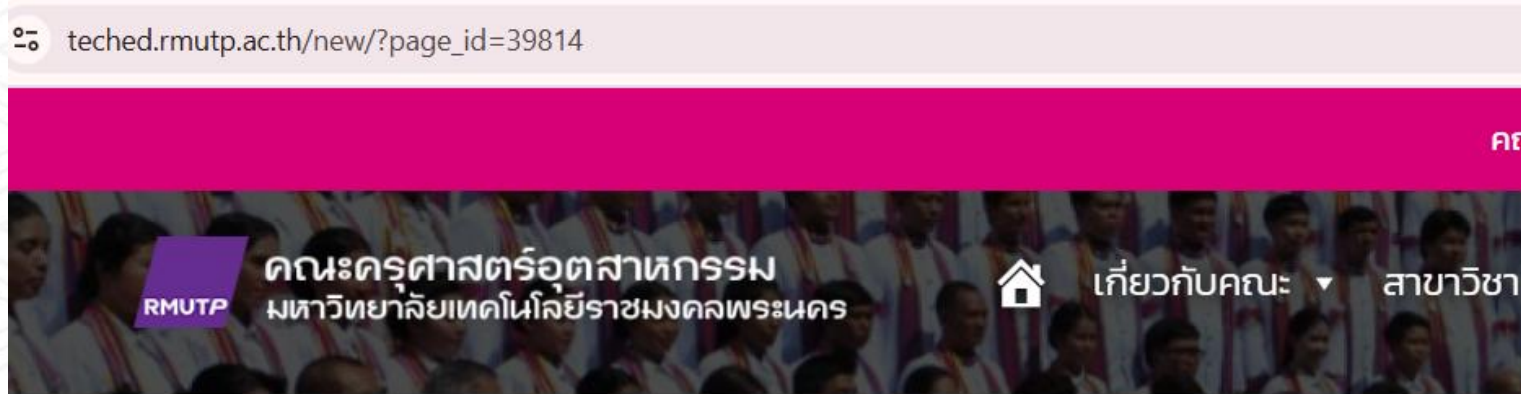 teched.rmutp.ac.th/new/?page_id=39814
คณะครุศาสตร์อุตสาหกรรม
RMUTP มหาวิทยาลัยเทคโนโลยีราชมงคลพระนคร
เกี่ยวกับคณะ สาขาวิชา